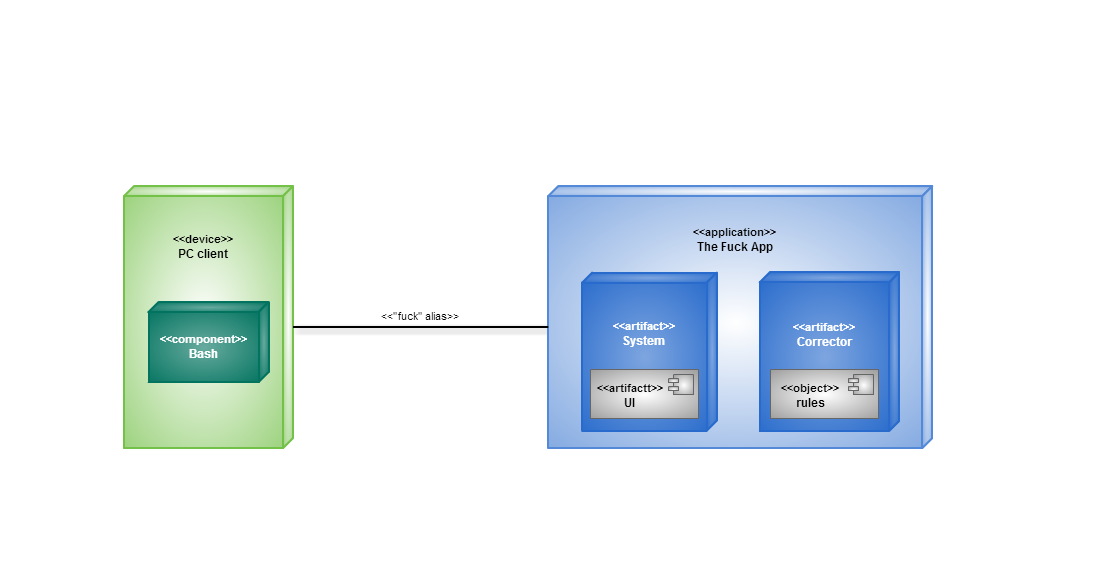 <<device>>
PC client
<<component>>
Bash
<<"fuck" alias>>
<<application>>
The Fuck App
<<artifact>>
System
<<artifactt>>
UI
<<artifact>>
Corrector
<<object>>
rules